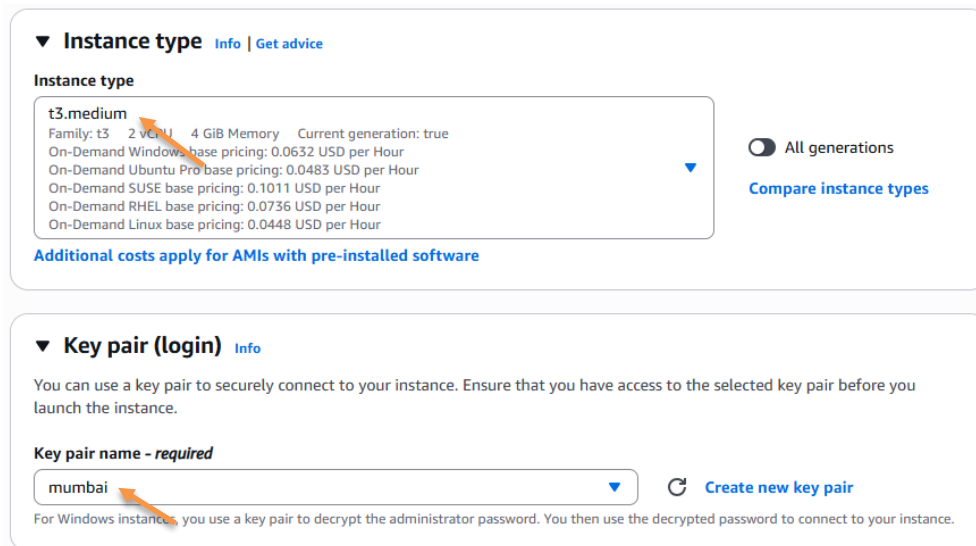 Instance type Info | Get advice
Instance type
t3.medium
Family: t3 2 vCPU 4 GiB Memory Current generation: true
On-Demand Windows base pricing: 0.0632 USD per Hour
On-Demand Ubuntu Pro base pricing: 0.0483 USD per Hour
On-Demand SUSE base pricing: 0.1011 USD per Hour
On-Demand RHEL base pricing: 0.0736 USD per Hour
On-Demand Linux base pricing: 0.0448 USD per Hour
All generations
Compare instance types
Additional costs apply for AMIs with pre-installed software
Key pair (login) Info
You can use a key pair to securely connect to your instance. Ensure that you have access to the selected key pair before you
launch the instance.
Key pair name - required
mumbai
Create new key pair
For Windows instances, you use a key pair to decrypt the administrator password. You then use the decrypted password to connect to your instance.